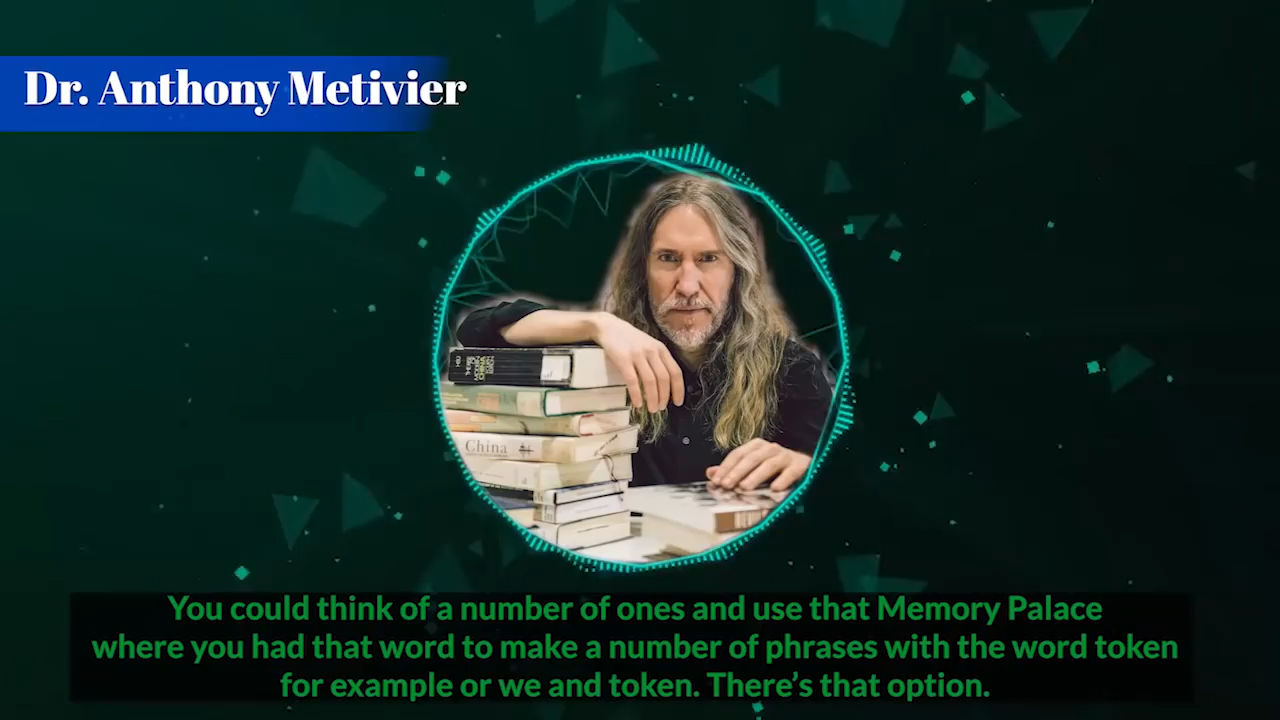 Dr. Anthony Metivier
China
You could think of a number of ones and use that Memory Palace
where you had that word to make a number of phrases with the word token
for example or we and token. There's that option.